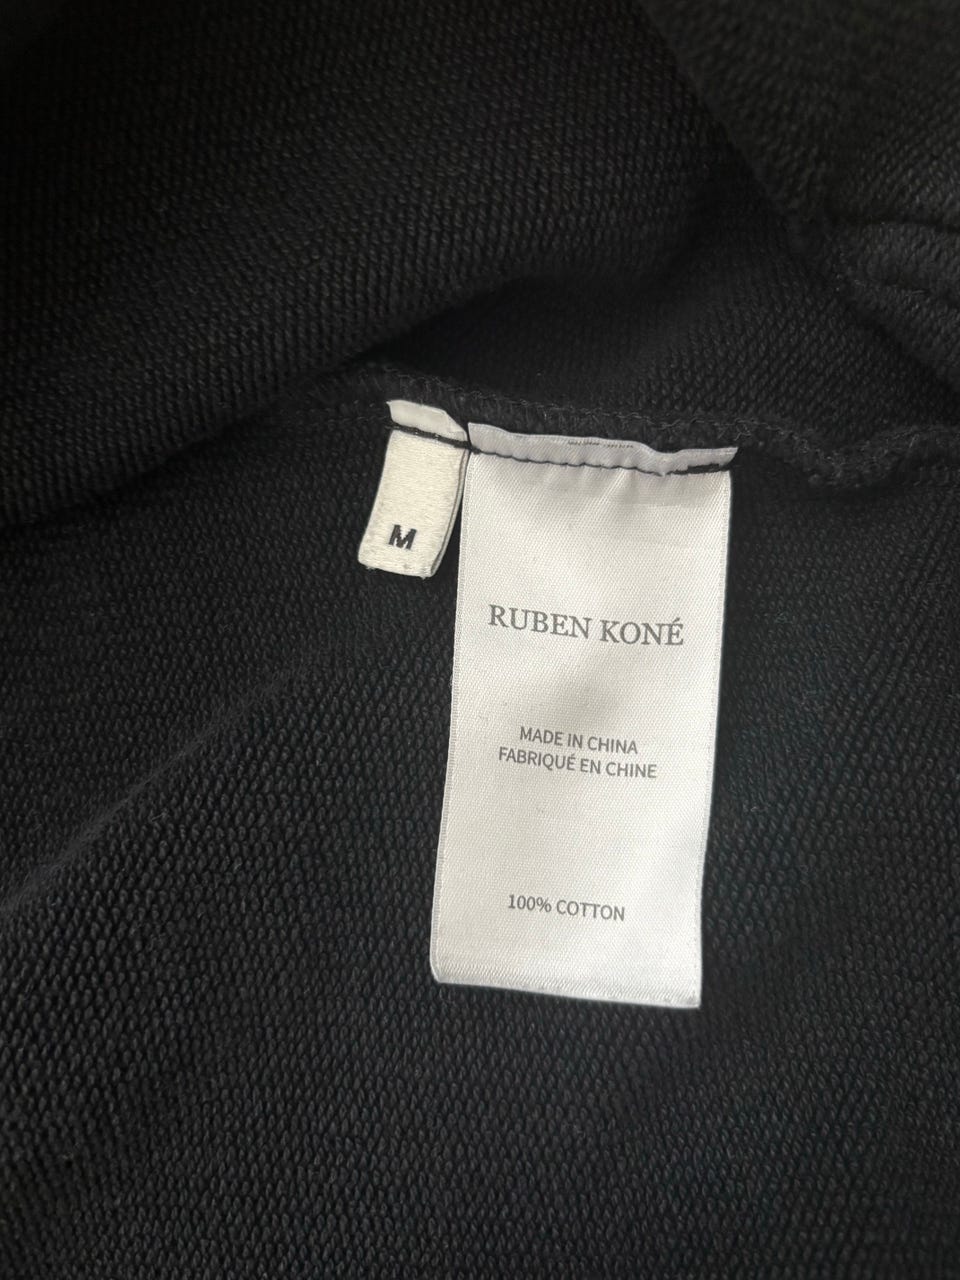 M
RUBEN KONÉ
MADE IN CHINA
FABRIQUÉ EN CHINE
100% COTTON